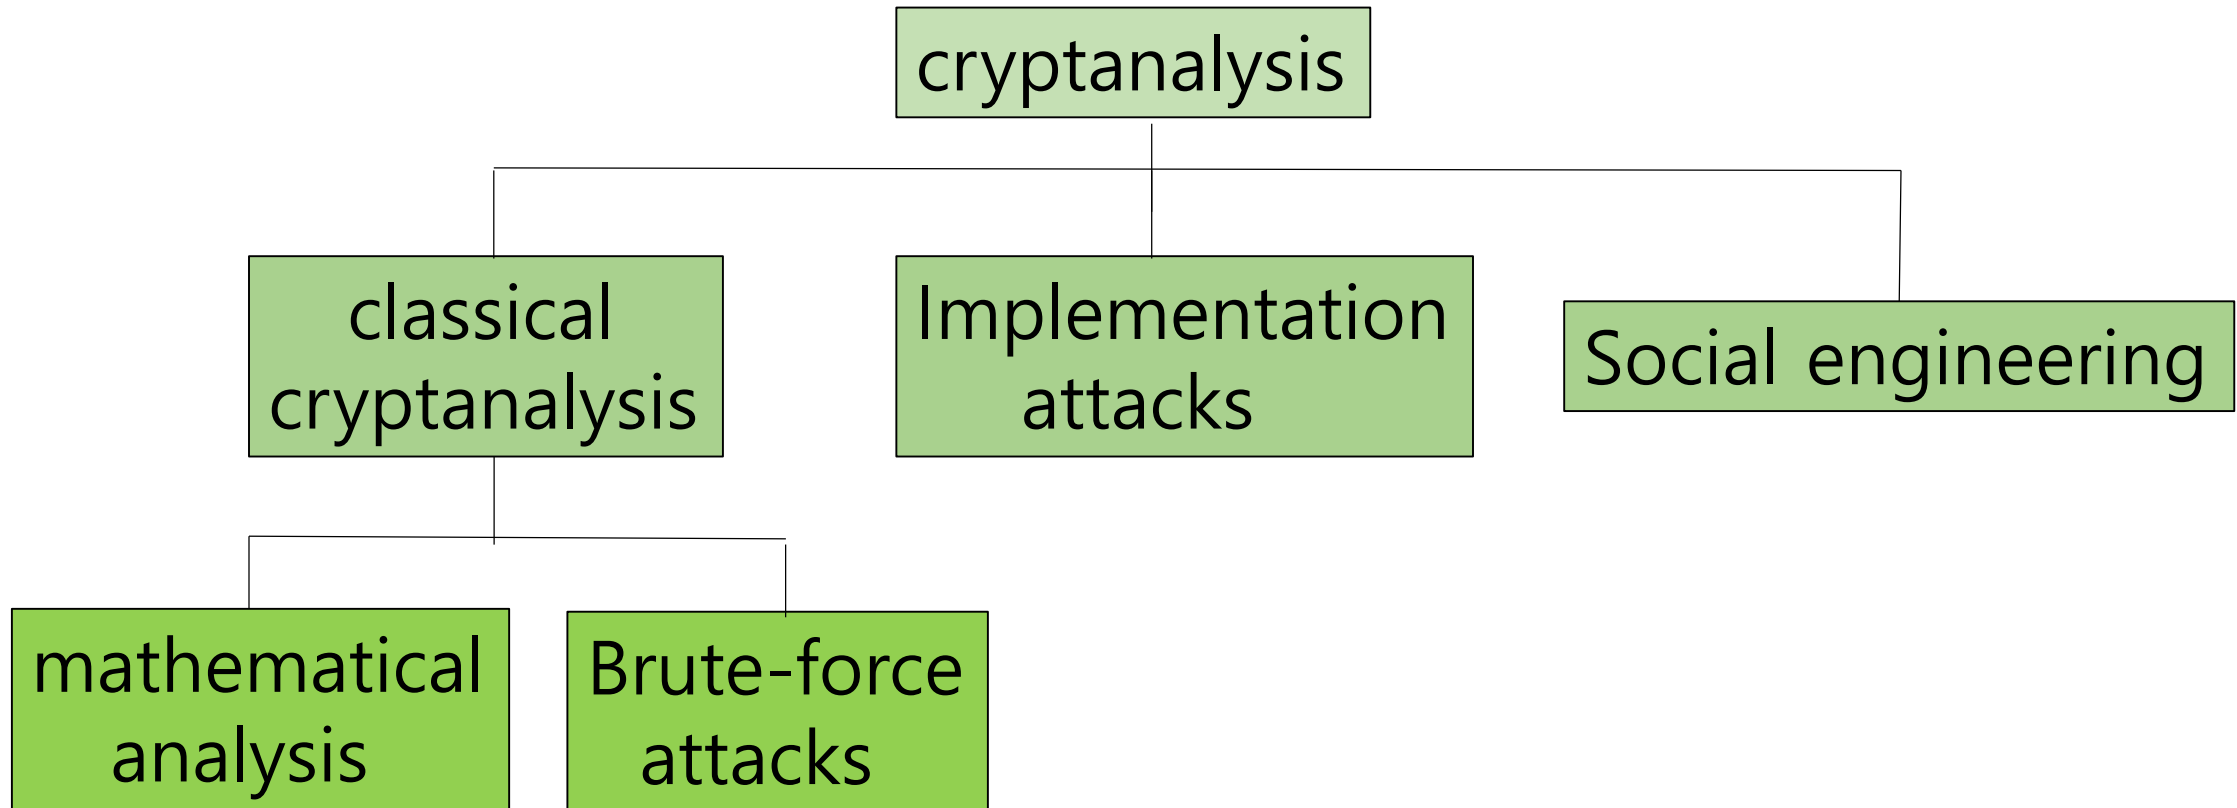 cryptanalysis
classical
cryptanalysis
Implementation
attacks
Social engineering
mathematical
analysis
Brute-force
attacks